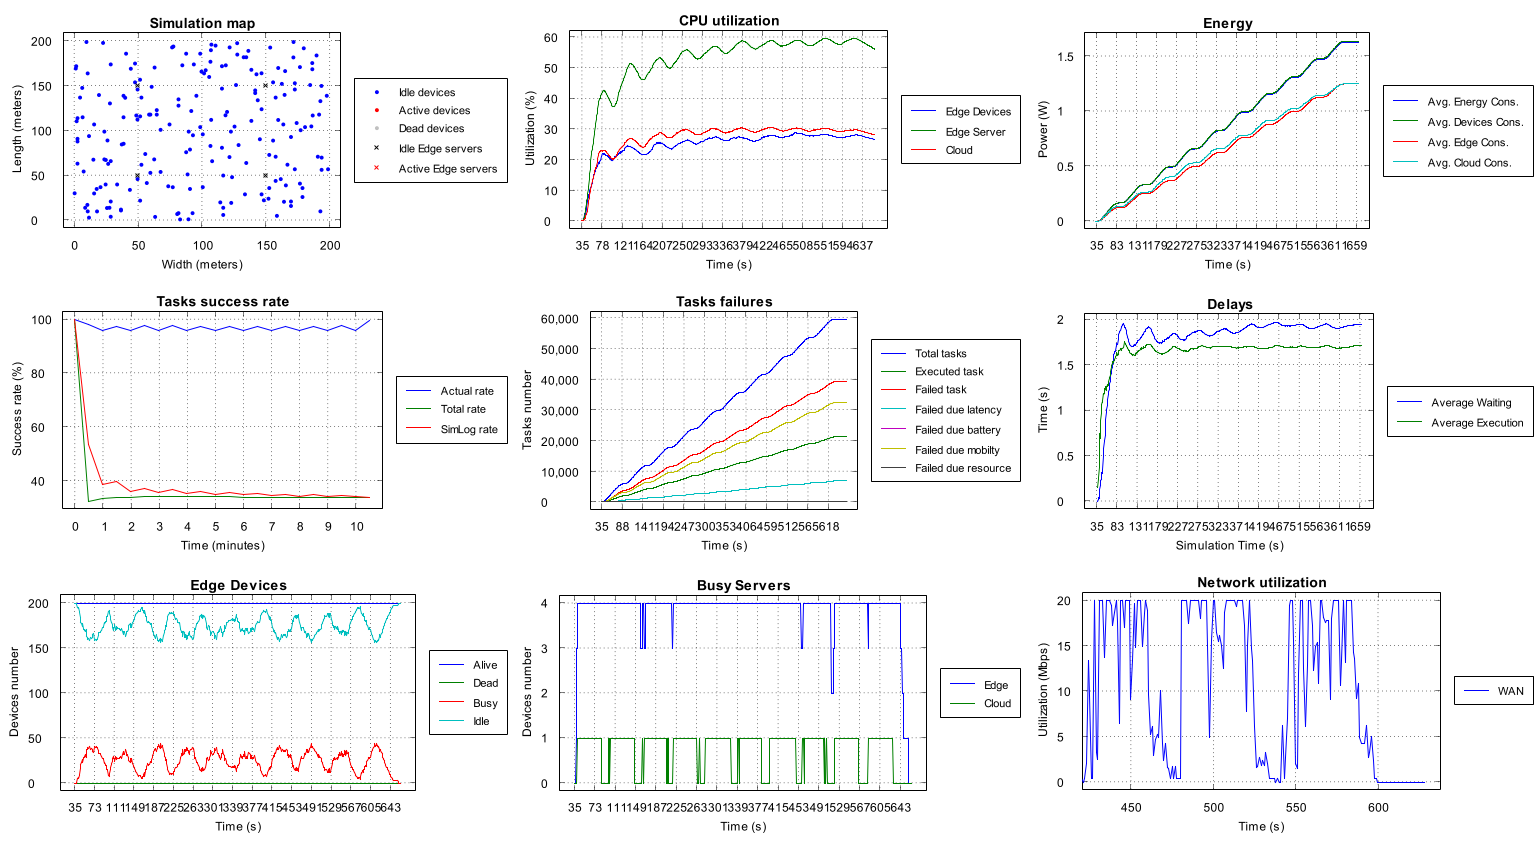 Simulation map
Length (meters)
200
150
100
50
0
0 50 100 150 200
Width (meters)
Idle devices
Active devices
Dead devices
Idle Edge servers
Active Edge servers
CPU utilization
Utilization (%)
60
50
40
30
20
10
0
35 78 121164207250293336379422465508551594637
Time (s)
Edge Devices
Edge Server
Cloud
Energy
Power (W)
1.5
1
0.5
0
35 83
Time (s)
Avg. Energy Cons.
Avg. Devices Cons.
Avg. Edge Cons.
Avg. Cloud Cons.
Tasks success rate
Success rate (%)
100
80
60
40
0 1 2 3 4 5 6 7 8 9 10
Time (minutes)
Actual rate
Total rate
SimLog rate
Tasks failures
Tasks number
60,000
50,000
40,000
30,000
20,000
10,000
0
35 88
Time (s)
Total tasks
Executed task
Failed task
Failed due latency
Failed due battery
Failed due mobilty
Failed due resource
Delays
Time (s)
2
1.5
1
0.5
0
35 83
Simulation Time (s)
Average Waiting
Average Execution
Edge Devices
Devices number
200
150
100
50
0
35 73
Time (s)
Alive
Dead
Busy
Idle
Busy Servers
Devices number
4
3
2
1
0
35 73
Time (s)
Edge
Cloud
Network utilization
Utilization (Mbps)
20
15
10
5
0
450 500 550 600
Time (s)
WAN